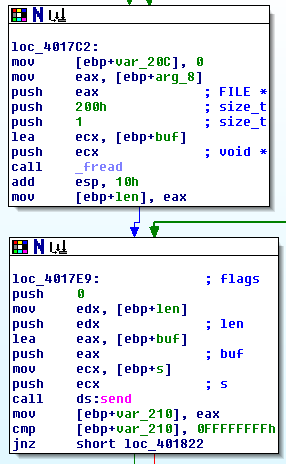 loc_4017C2:
mov [ebp+var_20C], 0
mov eax, [ebp+arg_8]
push eax ; FILE *
push 200h ; size_t
push 1 ; size_t
lea ecx, [ebp+buf]
push ecx ; void *
call _fread
add esp, 10h
mov [ebp+len], eax
loc_4017E9: ; flags
push 0
mov edx, [ebp+len]
push edx ; len
lea eax, [ebp+buf]
push eax ; buf
mov ecx, [ebp+s]
push ecx ; s
call ds:send
mov [ebp+var_210], eax
cmp [ebp+var_210], 0FFFFFFFFh
jnz short loc_401822